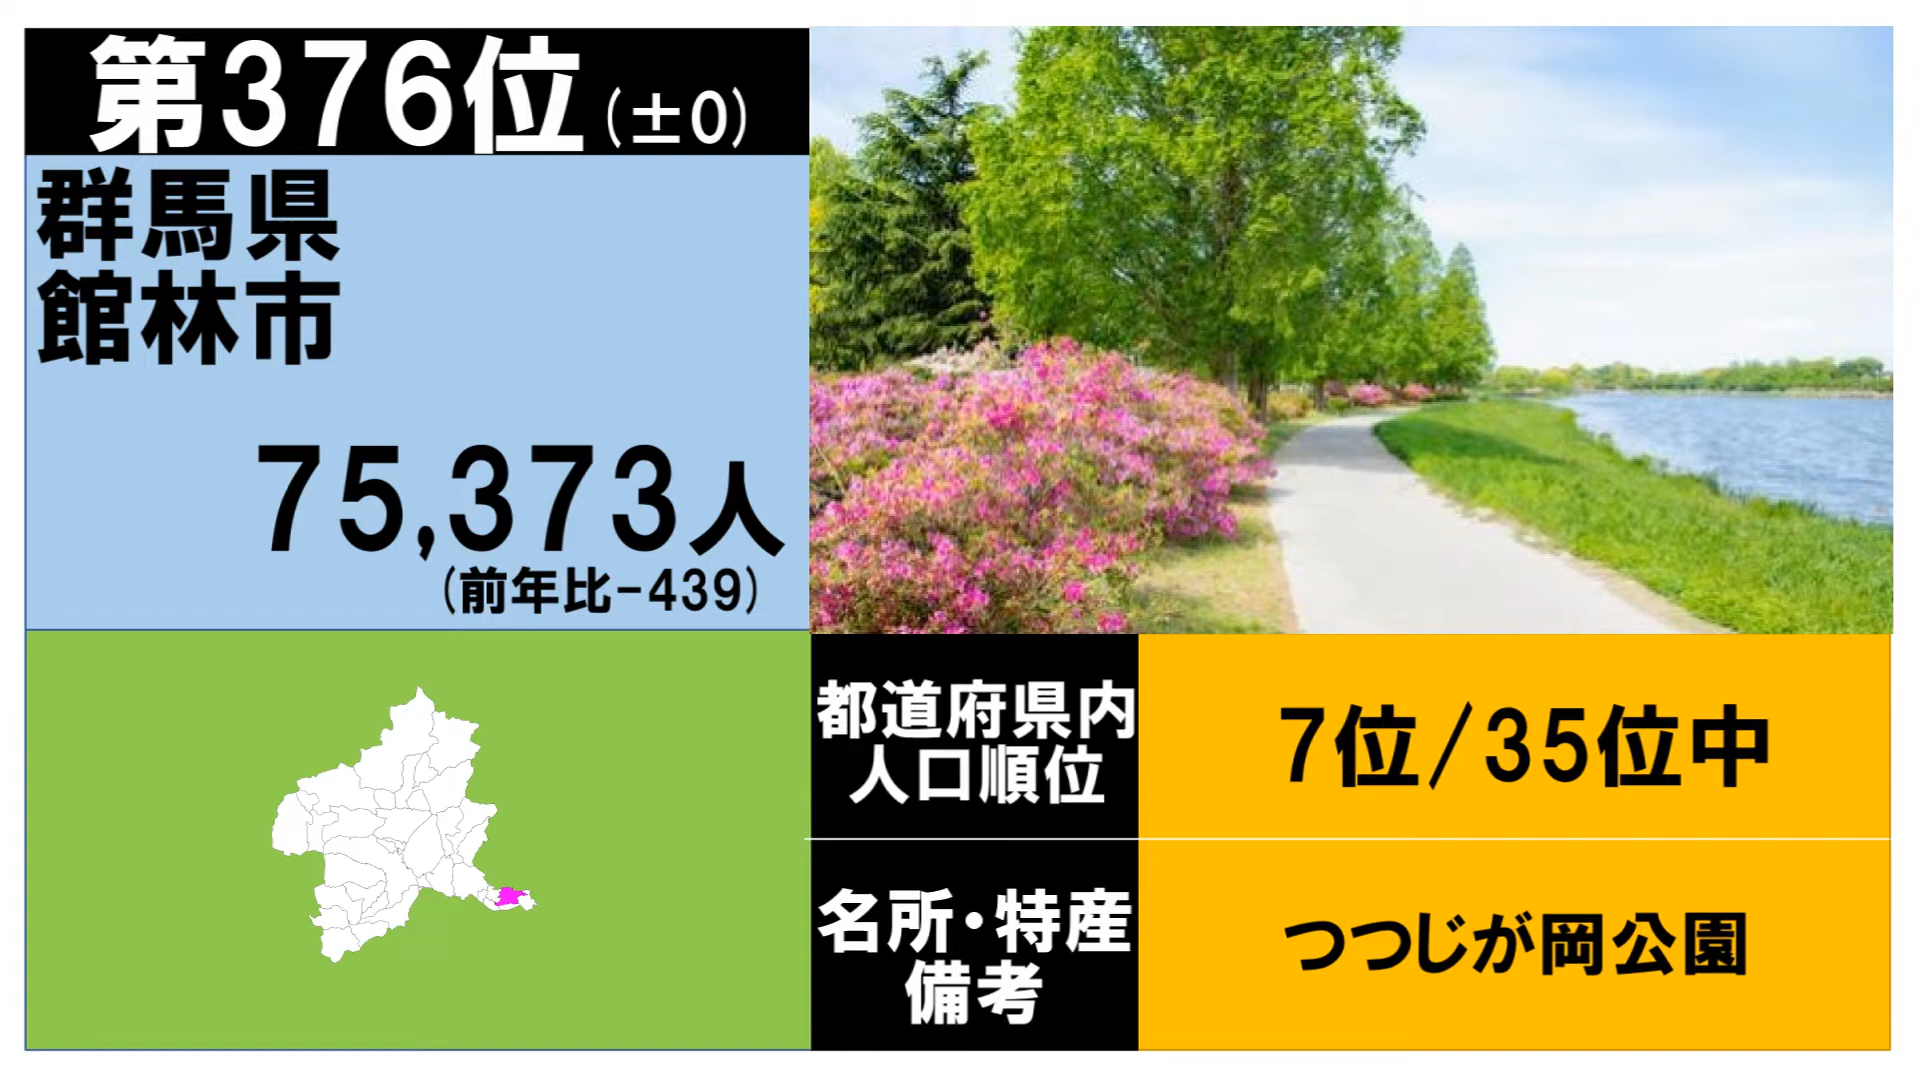 第376位(±0)
群馬県
館林市
75,373人
(前年比-439)
都道府県内
人口順位
7位/35位中
名所・特産
備考
つつじが岡公園